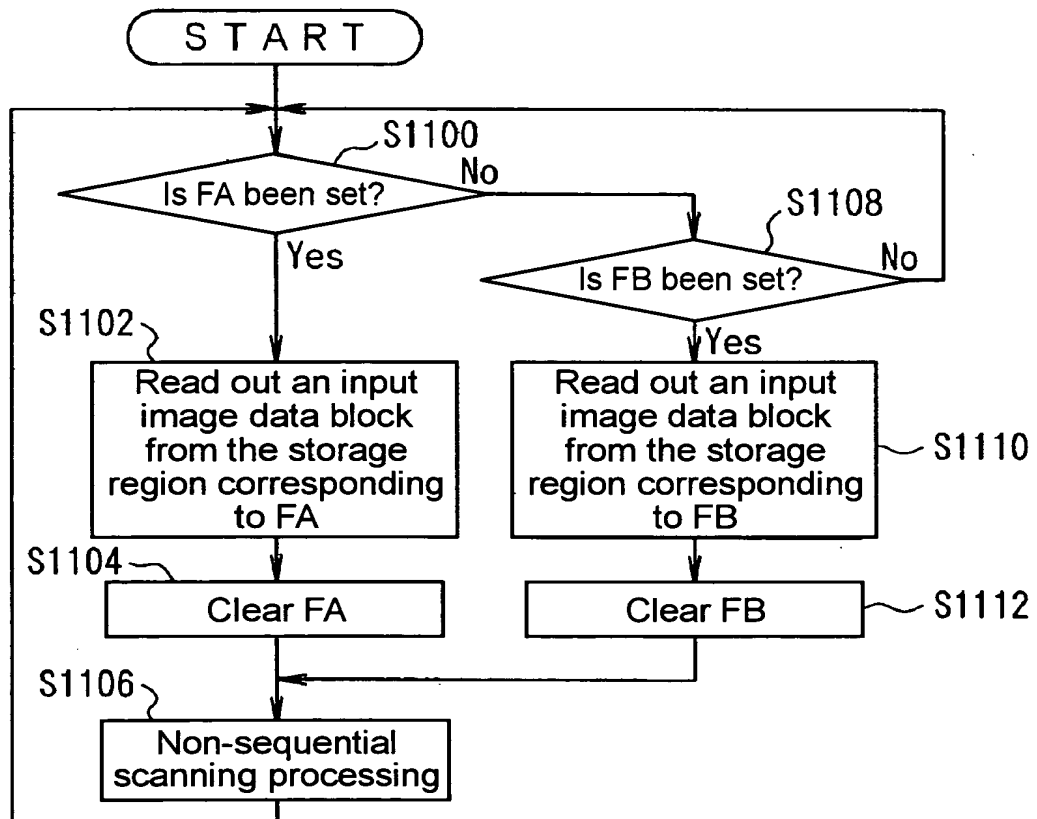 START
S1100
Is FA been set?
No
Yes
S1108
Is FB been set?
No
Yes
S1102
Read out an input
image data block
from the storage
region corresponding
to FA
Read out an input
image data block
from the storage
region corresponding
to FB
S1110
S1104
Clear FA
Clear FB
S1112
S1106
Non-sequential
scanning processing